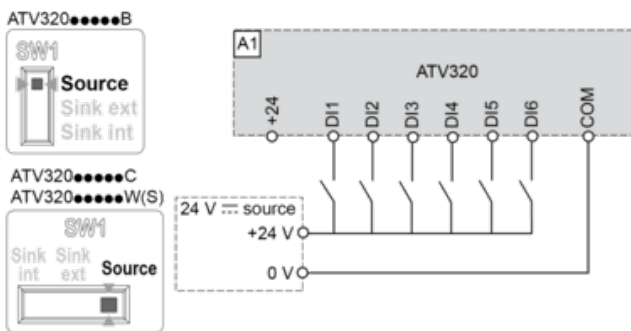 ATV320●●●●●B
SW1
Source
Sink ext
Sink int
ATV320●●●●●C
ATV320●●●●●W(S)
SW1
Sink int
Sink ext
Source
A1
ATV320
+24
DI1
DI2
DI3
DI4
DI5
DI6
COM
24 V ⎓ source
+24 V
0 V